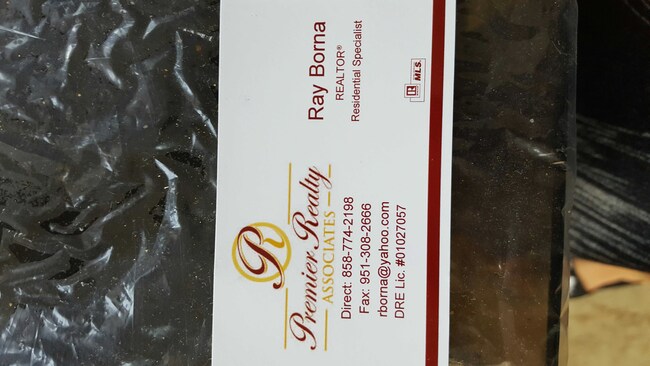 PR
Premier Realty
ASSOCIATES
Ray Borna
REALTOR®
Residential Specialist
Direct: 858-774-2198
Fax: 951-308-2666
rborna@yahoo.com
DRE Lic. #01027057
R MLS.